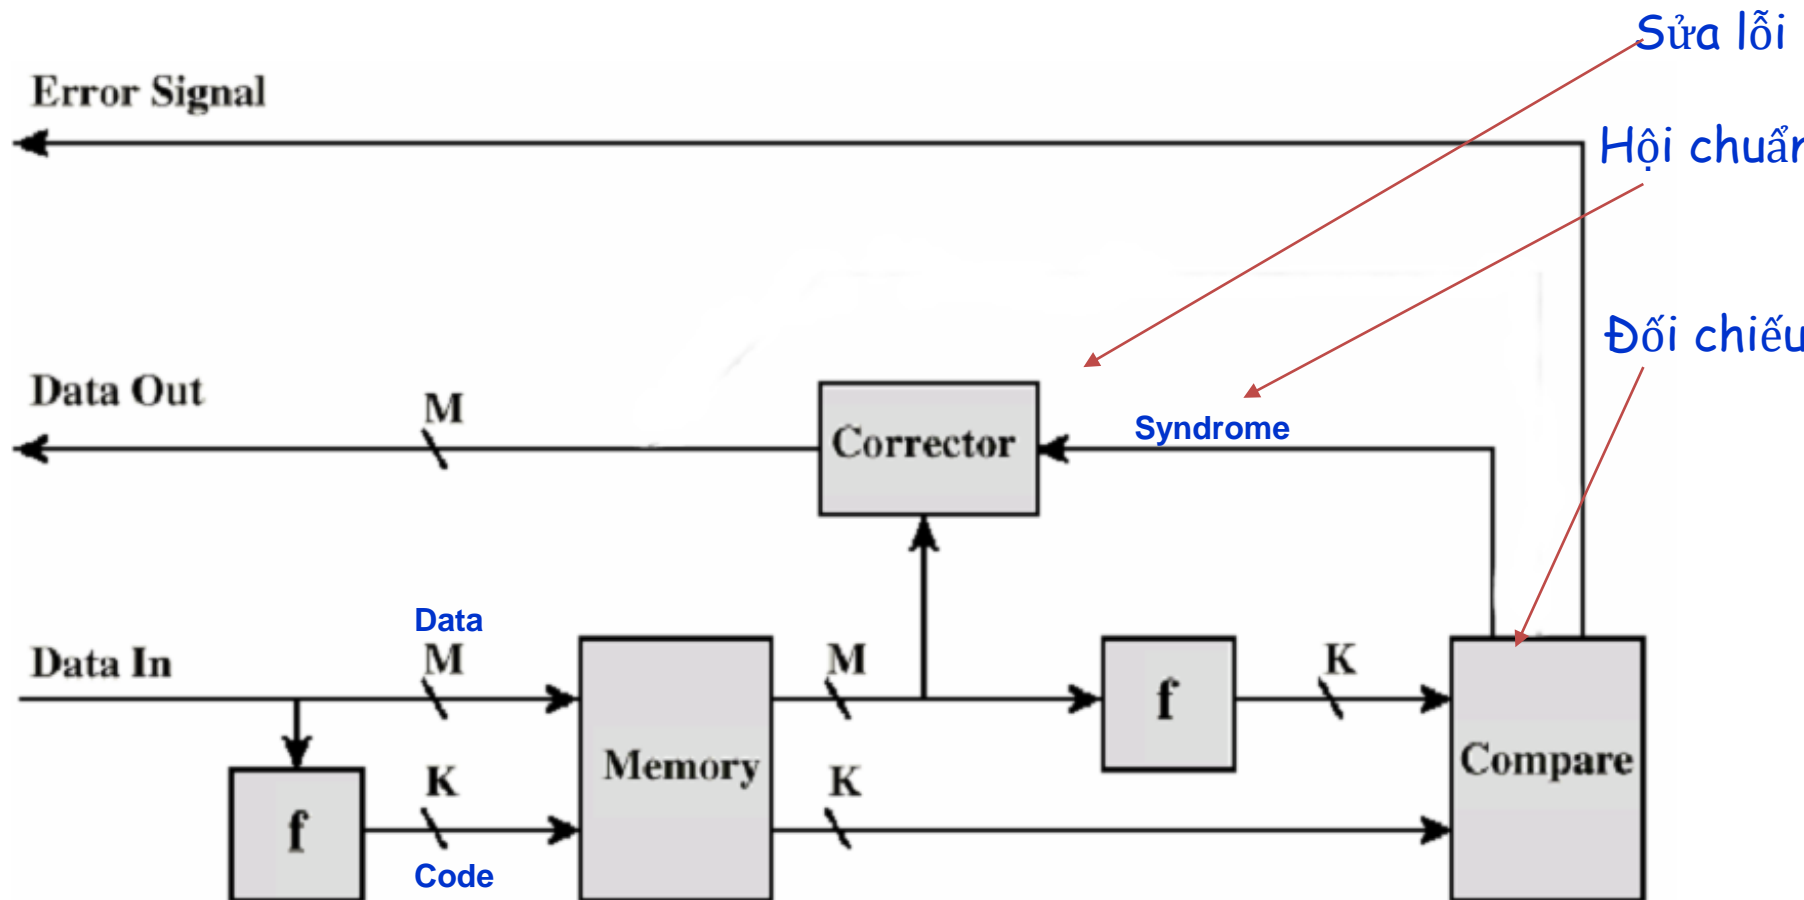 Sửa lỗi
Error Signal
Hội chuẩn
Đối chiếu
Data Out
M
Corrector
Syndrome
Data
Data In
M
M
f
K
Memory
Compare
f
K
K
Code